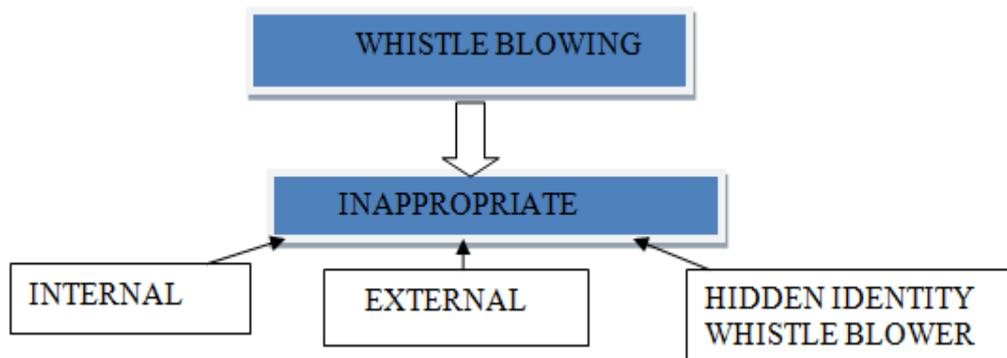 WHISTLE BLOWING
INAPPROPRIATE
INTERNAL
EXTERNAL
HIDDEN IDENTITY
WHISTLE BLOWER